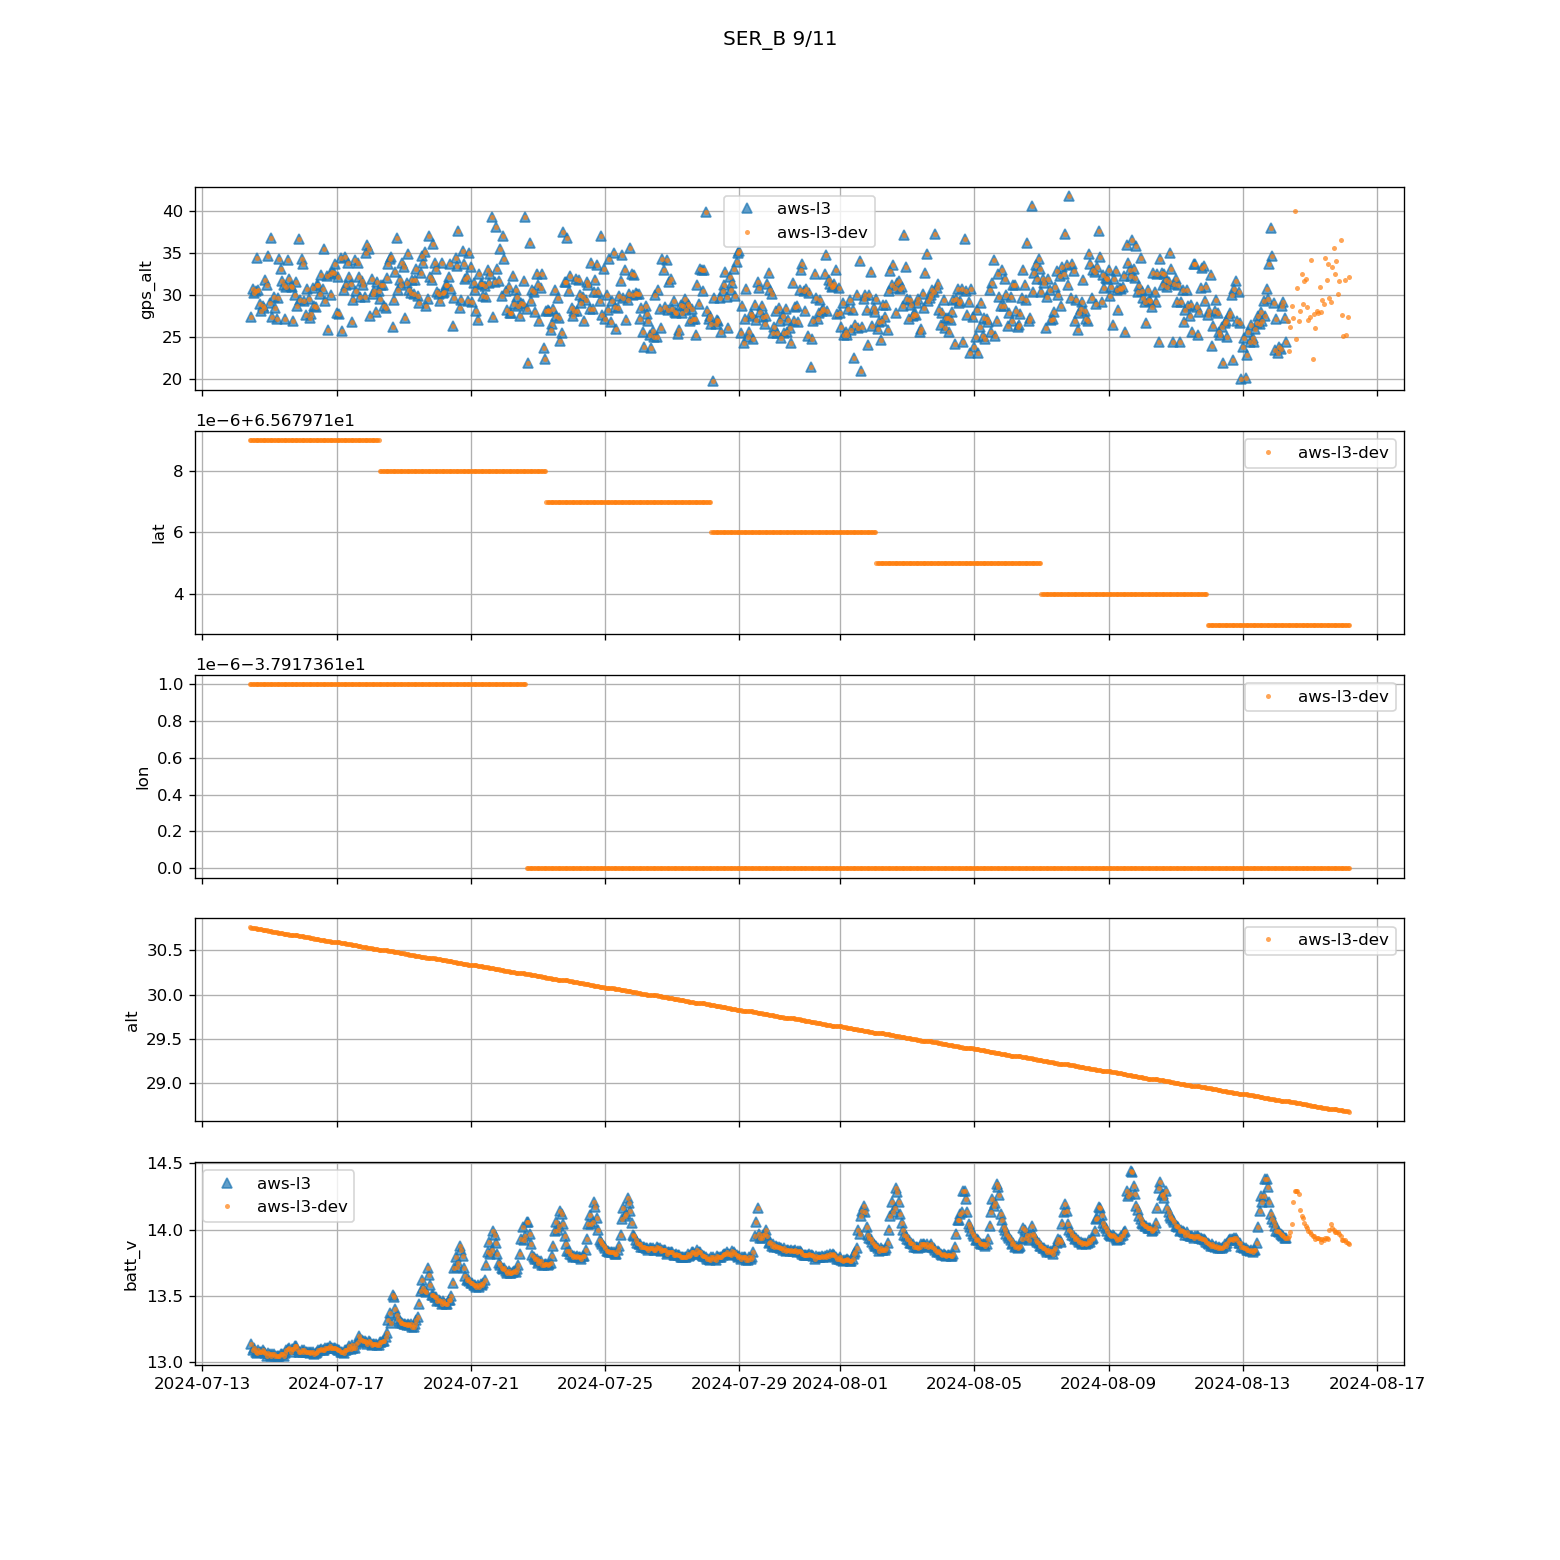 SER_B 9/11
aws-l3
aws-l3-dev
40
35
30
25
20
gps_alt
1e−6+6.567971e1
aws-l3-dev
8
6
4
lat
1e−6−3.7917361e1
aws-l3-dev
1.0
0.8
0.6
0.4
0.2
0.0
lon
aws-l3-dev
30.5
30.0
29.5
29.0
alt
aws-l3
aws-l3-dev
14.5
14.0
13.5
13.0
batt_v
2024-07-13 2024-07-17 2024-07-21 2024-07-25 2024-07-29 2024-08-01 2024-08-05 2024-08-09 2024-08-13 2024-08-17